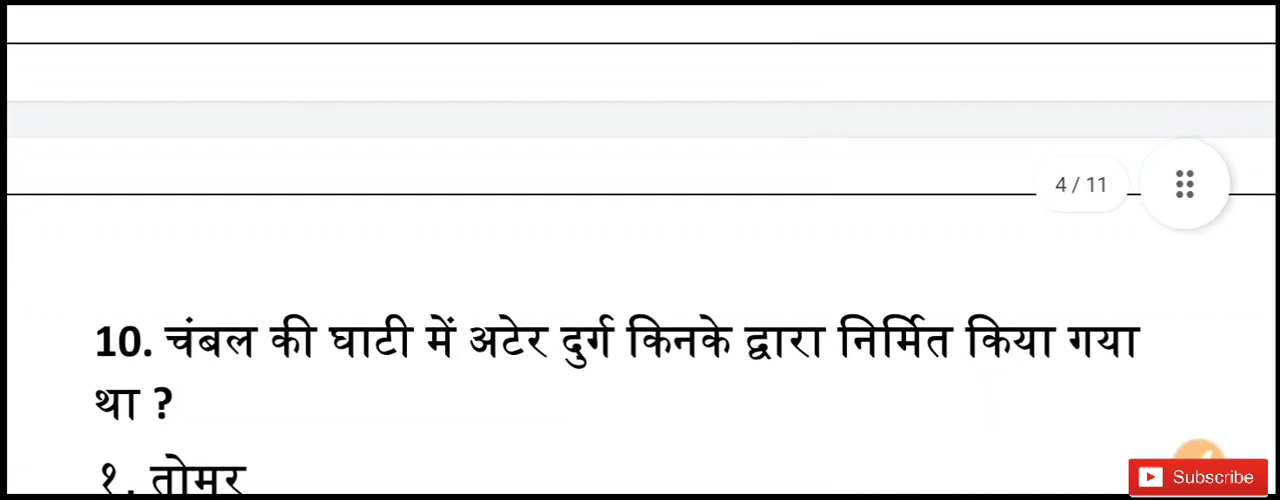 4 / 11
10. चंबल की घाटी में अटेर दुर्ग किनके द्वारा निर्मित किया गया
था ?
१. तोमर
Subscribe